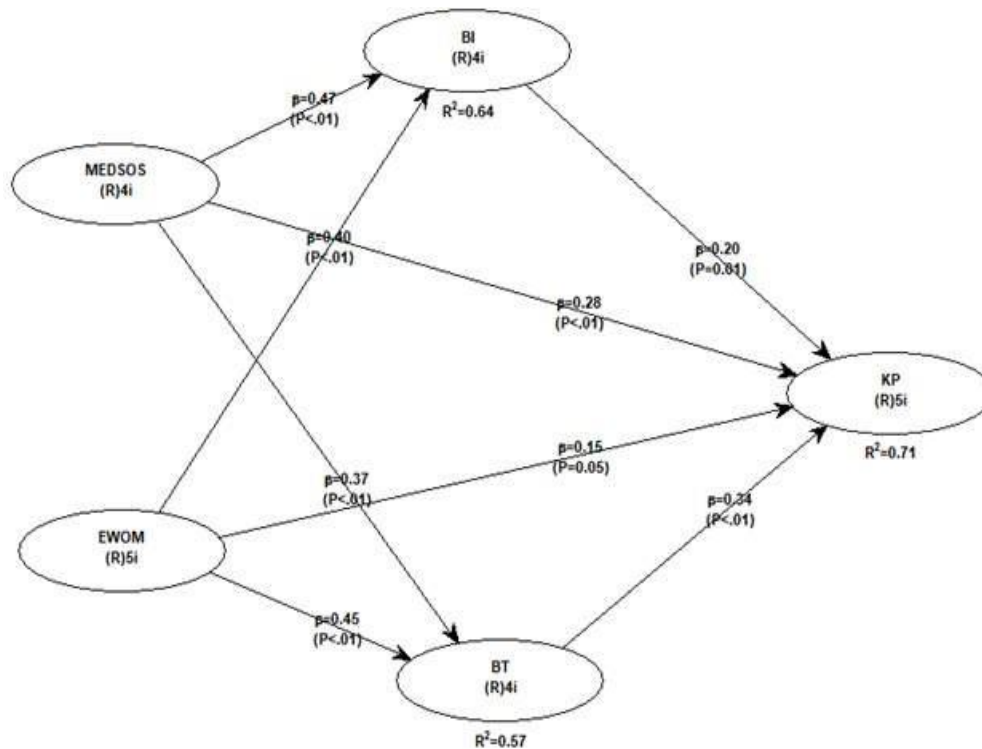 BI
(R)4i
R²=0.64
β=0.47
(P<.01)
MEDSOS
(R)4i
β=0.40
(P<.01)
β=0.20
(P=0.01)
β=0.28
(P<.01)
KP
(R)5i
R²=0.71
β=0.15
(P=0.05)
β=0.37
(P<.01)
β=0.34
(P<.01)
EWOM
(R)5i
β=0.45
(P<.01)
BT
(R)4i
R²=0.57